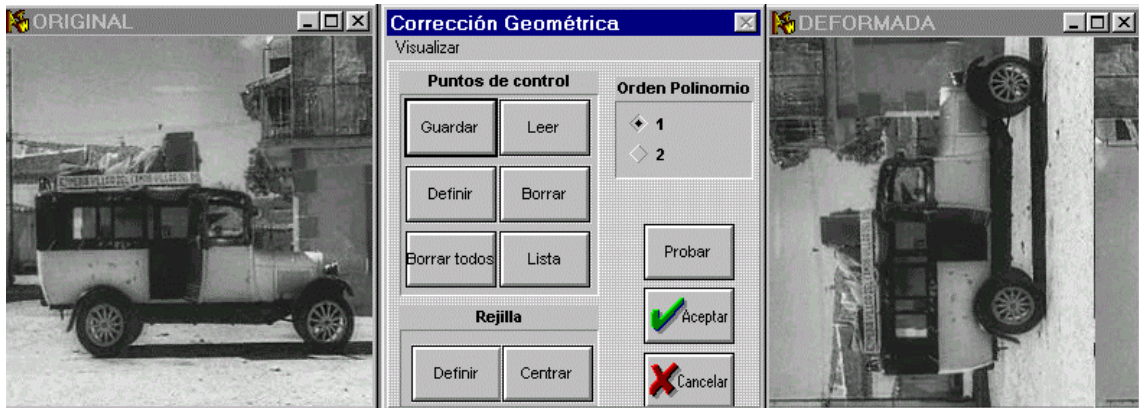 ORIGINAL
Corrección Geométrica
Visualizar
Puntos de control
Guardar
Leer
Definir
Borrar
Borrar todos
Lista
Rejilla
Definir
Centrar
Orden Polinomio
1
2
Probar
Aceptar
Cancelar
DEFORMADA